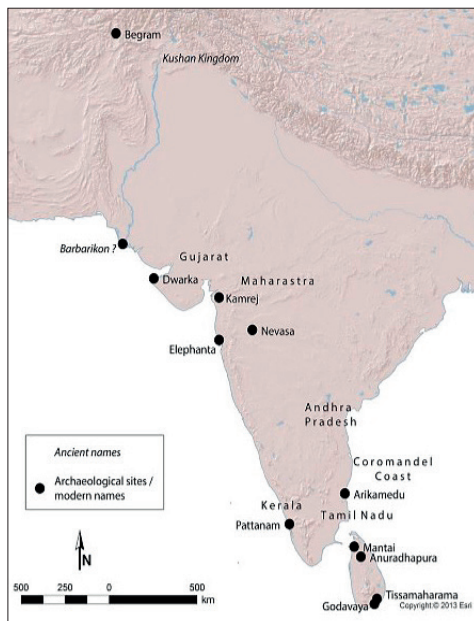 Begram
Kushan Kingdom
Barbarikon ?
Gujarat
Dwarka
Maharastra
Kamrej
Nevasa
Elephanta
Andhra
Pradesh
Coromandel
Coast
Ancient names
Archaeological sites /
modern names
Arikamedu
Kerala
Tamil Nadu
Pattanam
Mantai
Anuradhapura
N
Tissamaharama
Godavaya
Copyright:© 2013 Esri
500 250 0 500
km